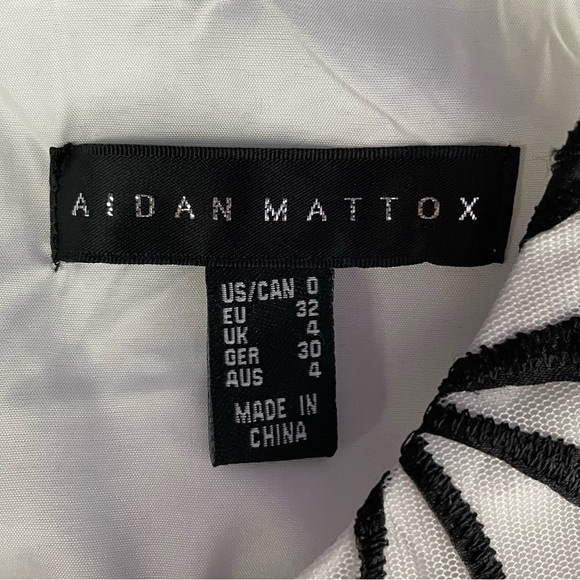 AIDAN MATTOX
US/CAN 0
EU 32
UK 4
GER 30
AUS 4
MADE IN
CHINA